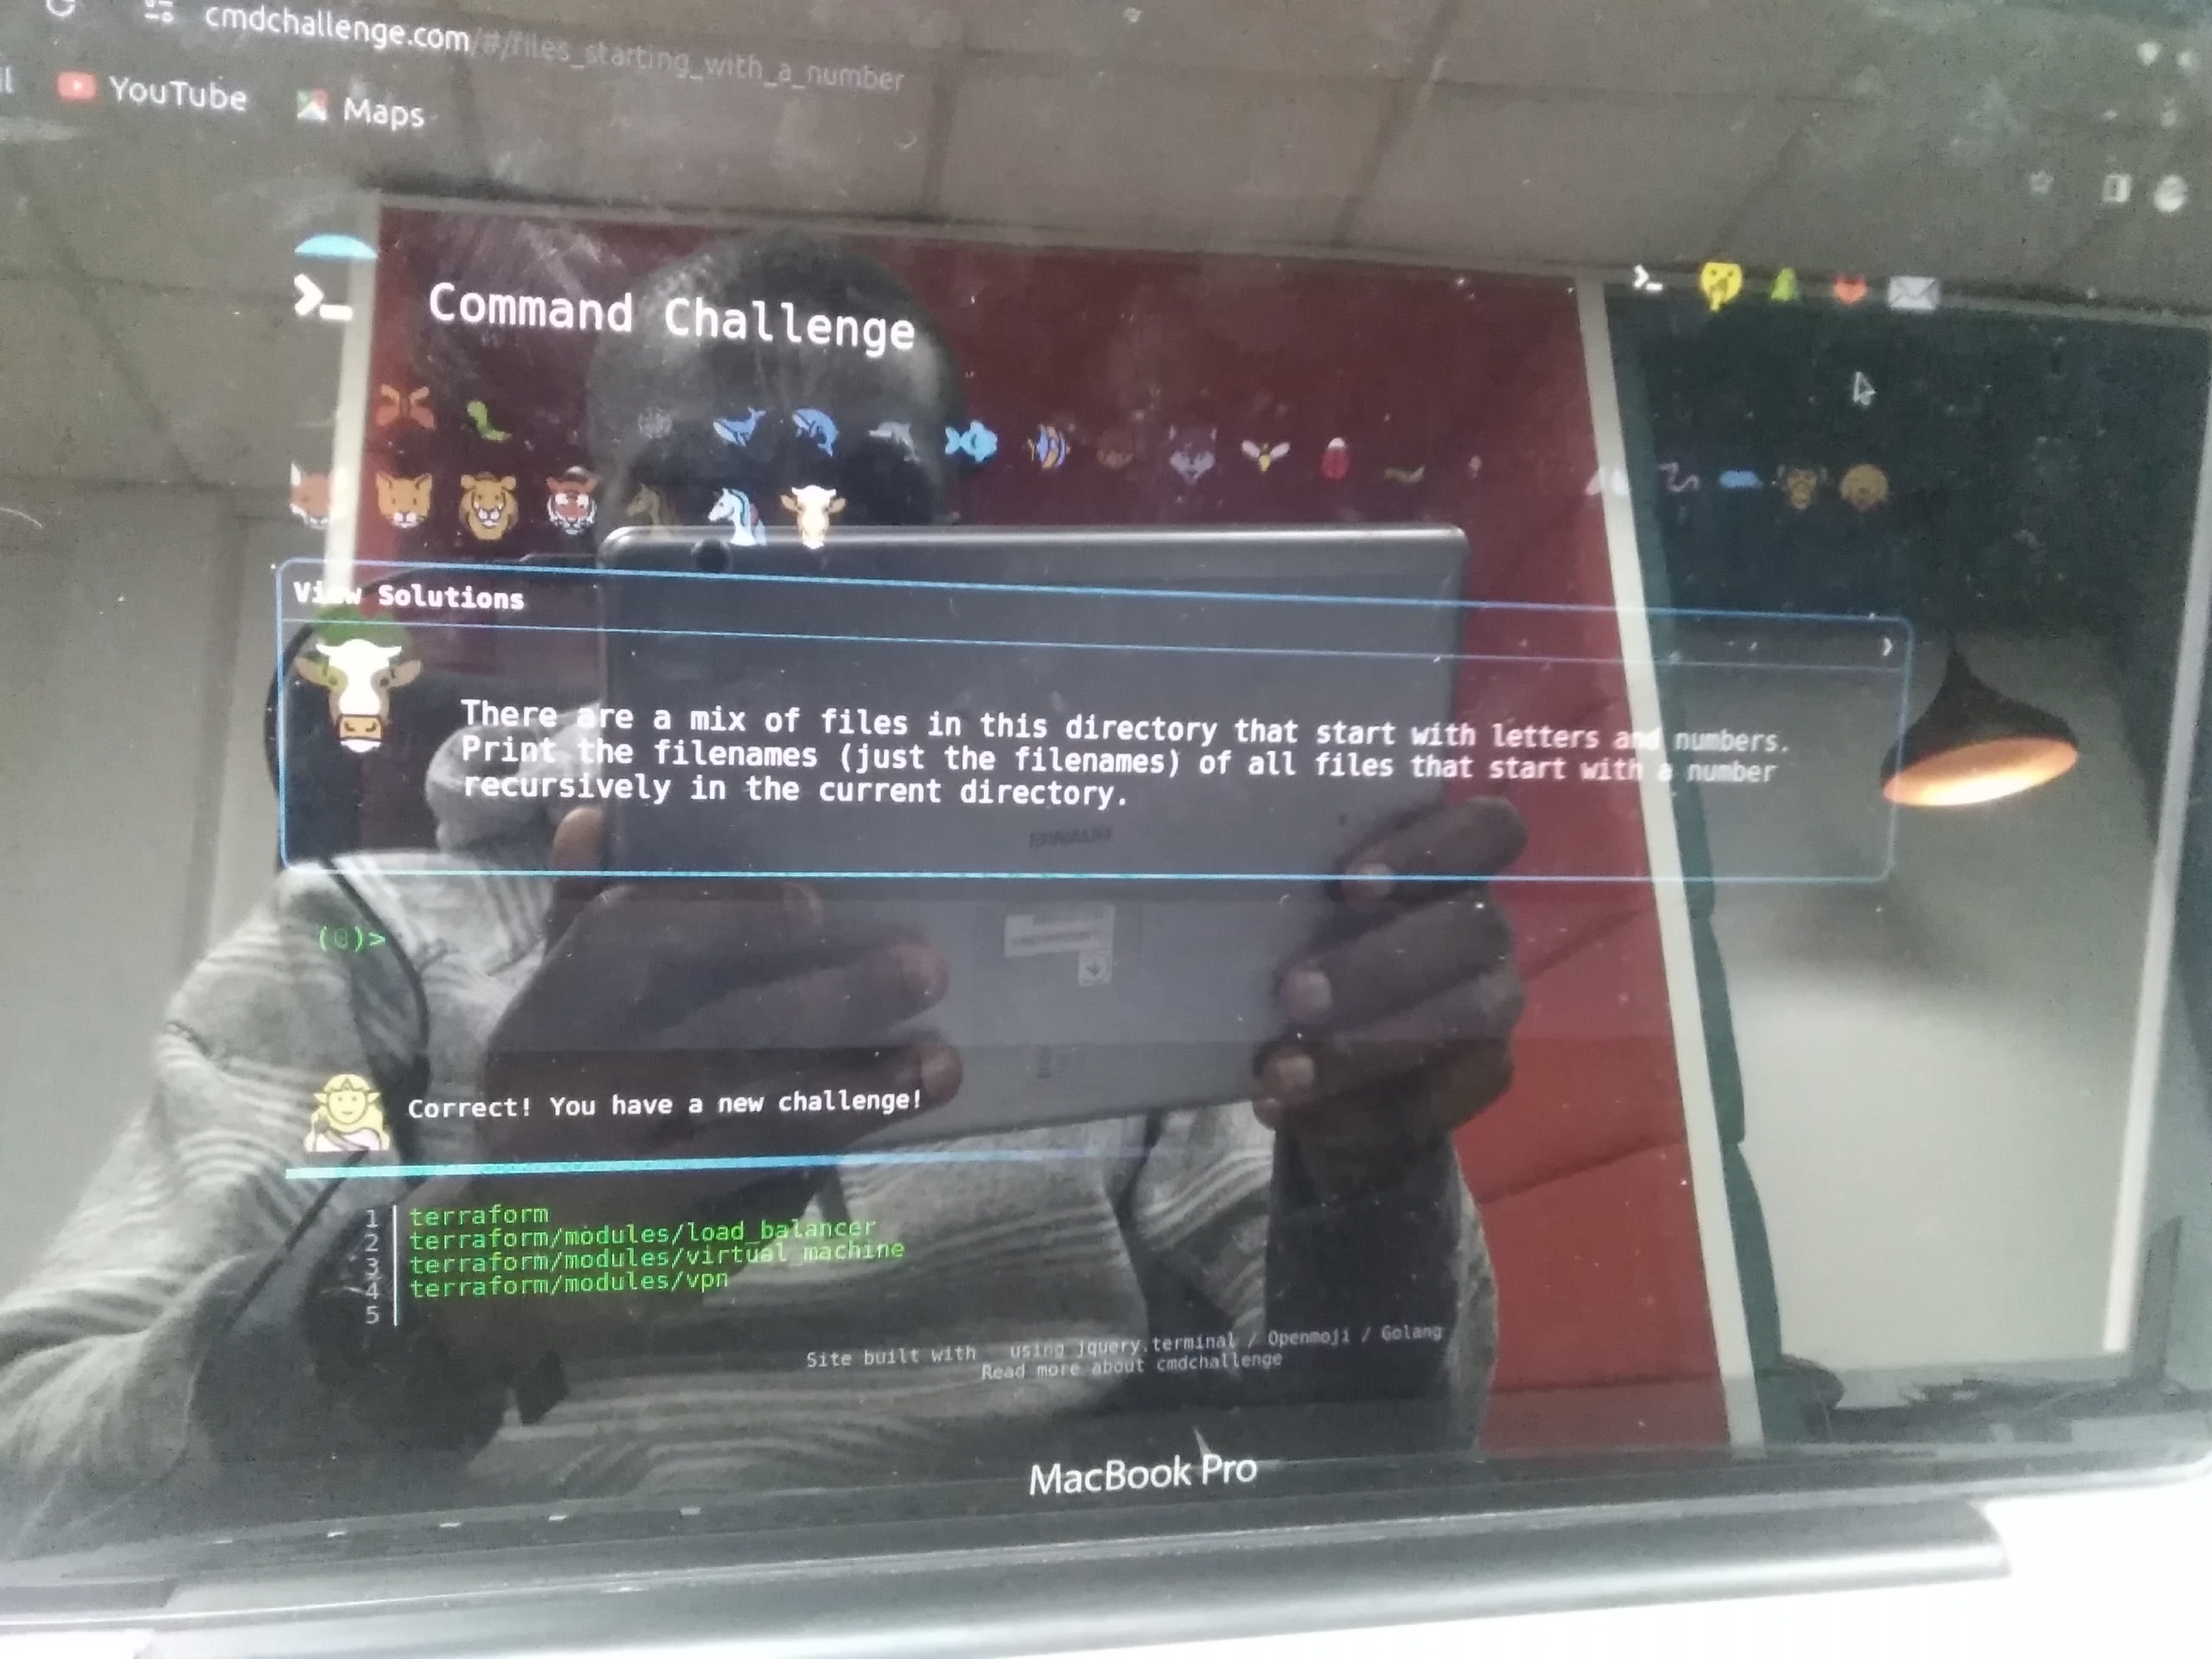 cmdchallenge.com/#/files_starting_with_a_number
YouTube
Maps
>_ Command Challenge
View Solutions
There are a mix of files in this directory that start with letters and numbers.
Print the filenames (just the filenames) of all files that start with a number
recursively in the current directory.
(0)>
Correct! You have a new challenge!
1 terraform
2 terraform/modules/load_balancer
3 terraform/modules/virtual_machine
4 terraform/modules/vpn
5
Site built with using jquery.terminal / Openmoji / Golang
Read more about cmdchallenge
MacBook Pro